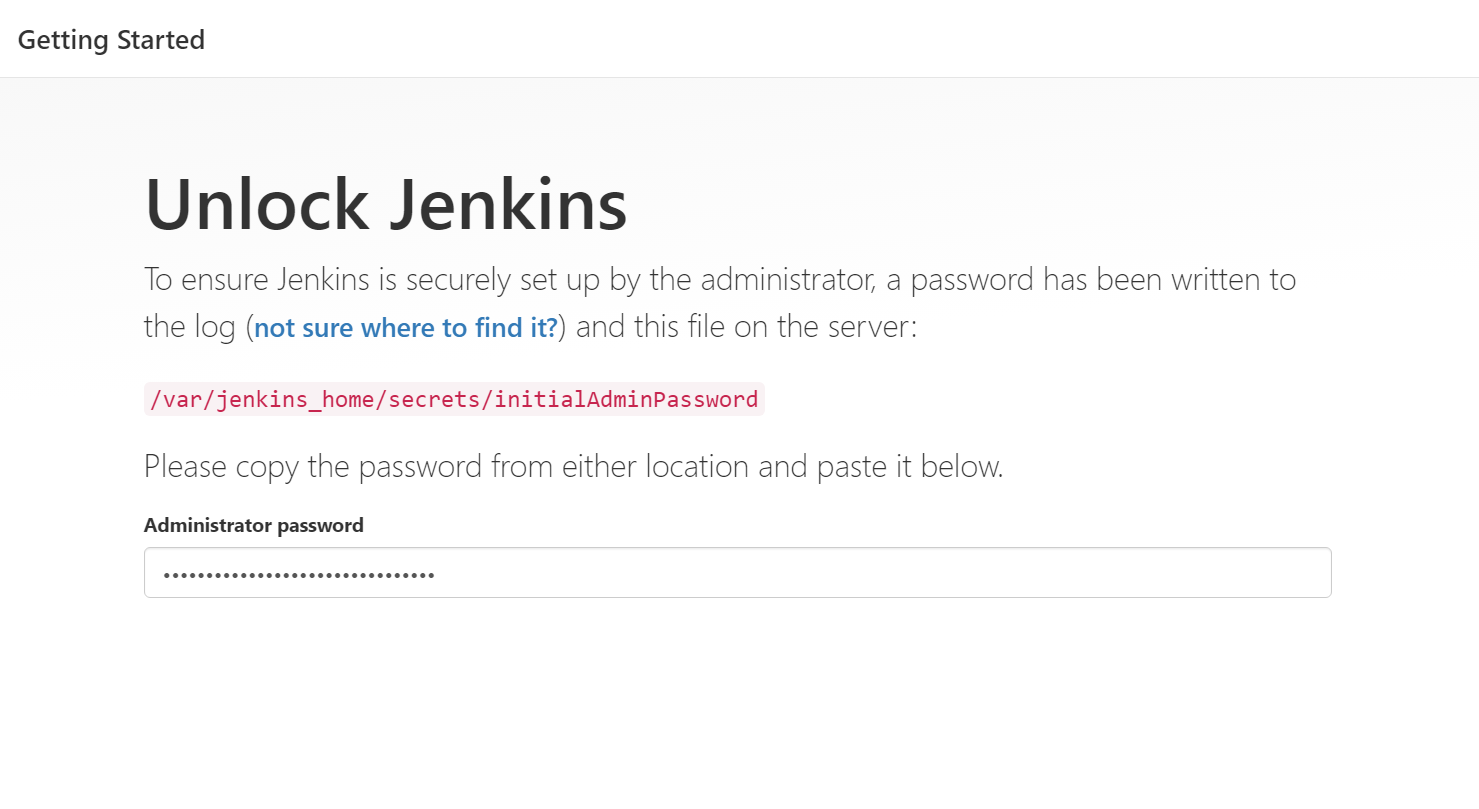 Getting Started
Unlock Jenkins
To ensure Jenkins is securely set up by the administrator, a password has been written to
the log (not sure where to find it?) and this file on the server:
/var/jenkins_home/secrets/initialAdminPassword
Please copy the password from either location and paste it below.
Administrator password
••••••••••••••••••••••••••••••••